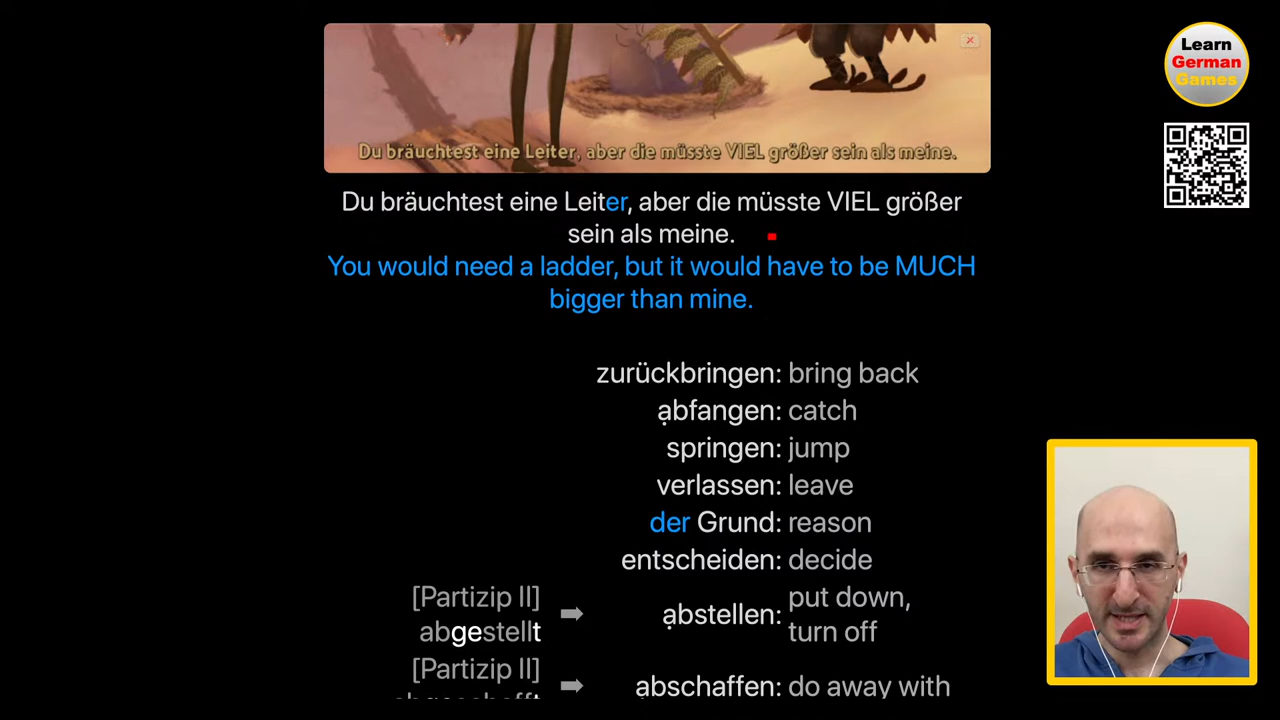 Learn
German
Games
Du bräuchtest eine Leiter, aber die müsste VIEL größer sein als meine.
Du bräuchtest eine Leiter, aber die müsste VIEL größer
sein als meine.
You would need a ladder, but it would have to be MUCH
bigger than mine.
zurückbringen: bring back
ạbfangen: catch
springen: jump
verlassen: leave
der Grund: reason
entscheiden: decide
[Partizip II]
abgestellt ➡ ạbstellen: put down,
turn off
[Partizip II]
➡ ạbschaffen: do away with